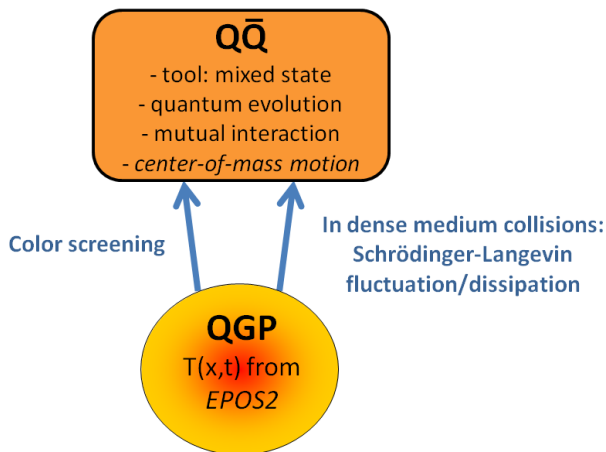 QQ̄
- tool: mixed state
- quantum evolution
- mutual interaction
- center-of-mass motion
Color screening
In dense medium collisions:
Schrödinger-Langevin
fluctuation/dissipation
QGP
T(x,t) from
EPOS2